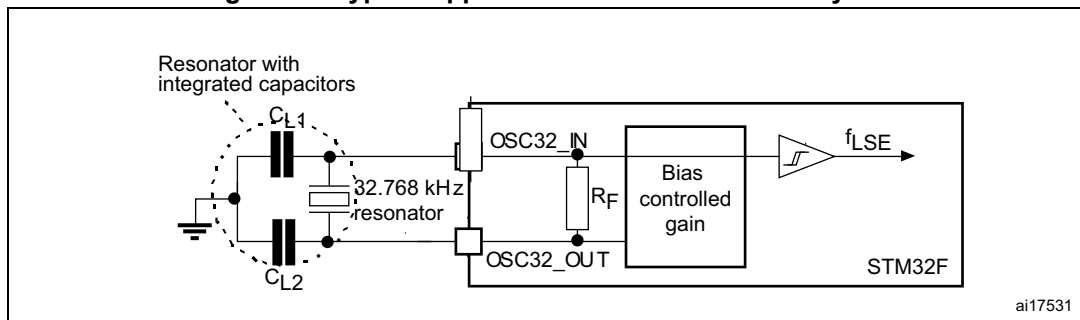 Resonator with
integrated capacitors
CL1
OSC32_IN
fLSE
32.768 kHz
resonator
RF
Bias
controlled
gain
OSC32_OUT
CL2
STM32F
ai17531